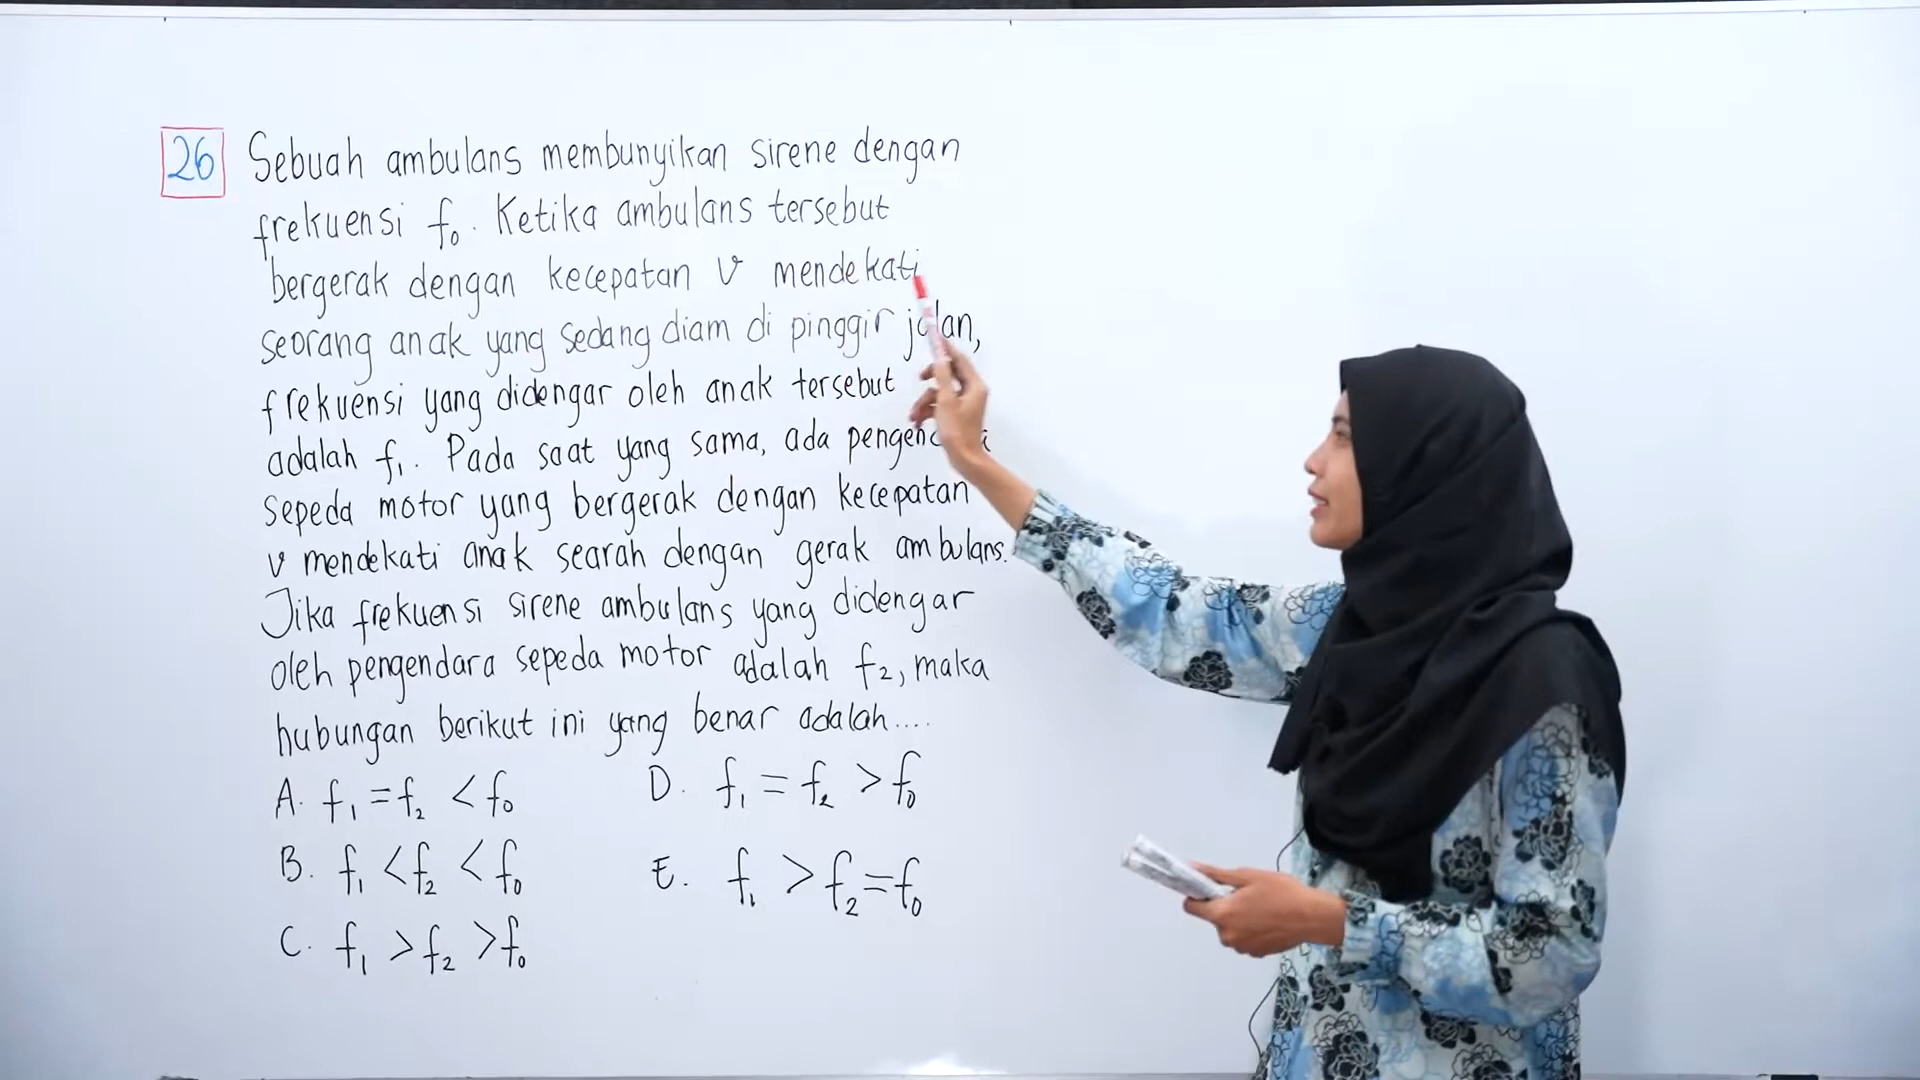 26 Sebuah ambulans membunyikan sirene dengan
frekuensi f₀. Ketika ambulans tersebut
bergerak dengan kecepatan v mendekati
seorang anak yang sedang diam di pinggir jalan,
frekuensi yang didengar oleh anak tersebut
adalah f₁. Pada saat yang sama, ada
sepeda motor yang bergerak dengan kecepatan
v mendekati anak searah dengan gerak ambulans.
Jika frekuensi sirene ambulans yang didengar
oleh pengendara sepeda motor adalah f₂, maka
hubungan berikut ini yang benar adalah....
A. f₁ = f₂ < f₀
B. f₁ < f₂ < f₀
C. f₁ > f₂ > f₀
D. f₁ = f₂ > f₀
E. f₁ > f₂ = f₀